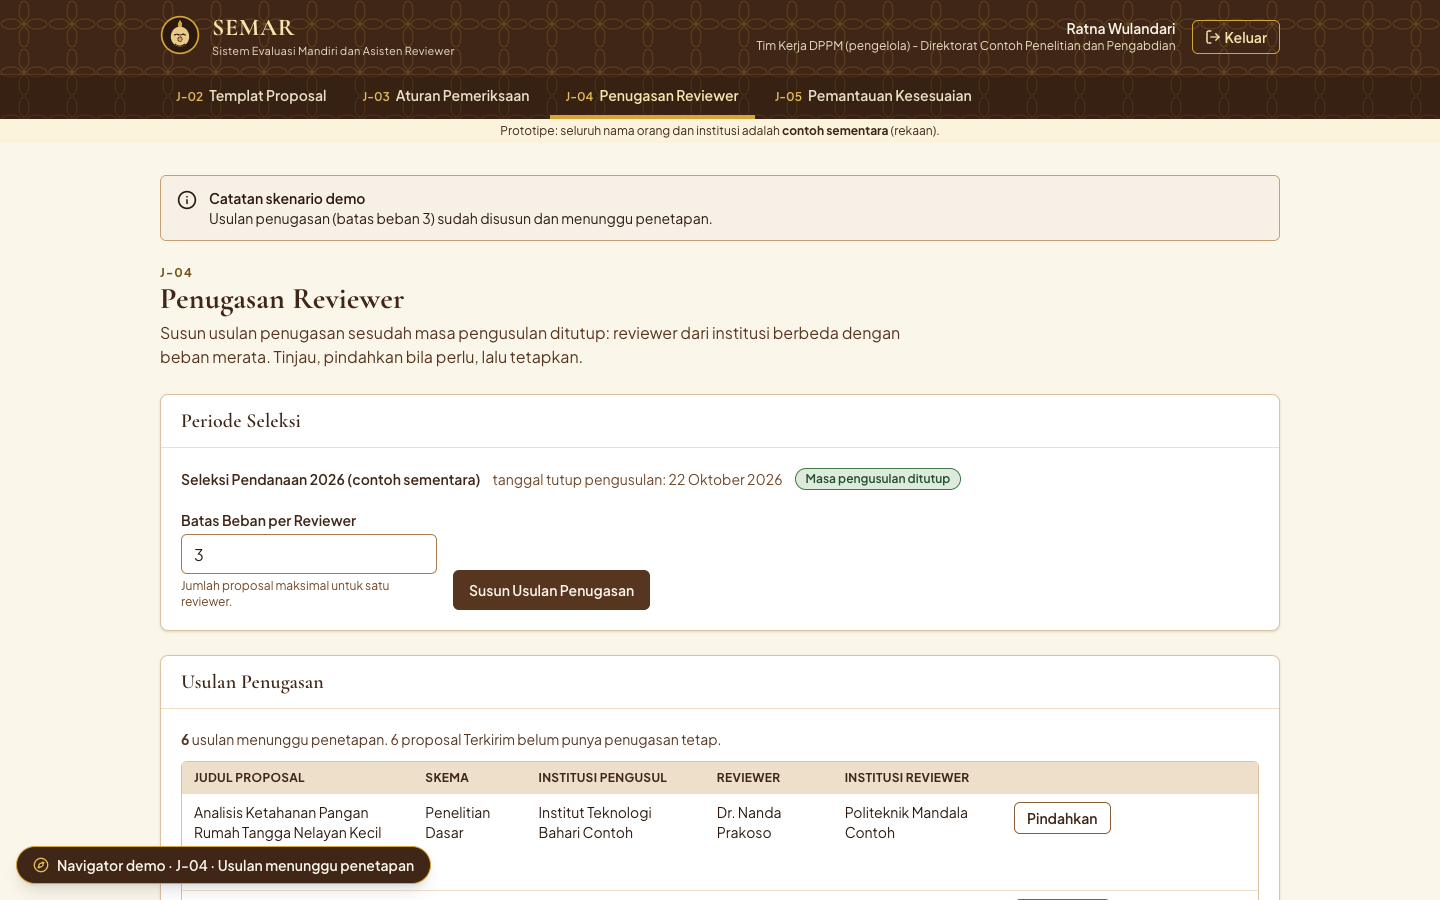 SEMAR
Sistem Evaluasi Mandiri dan Asisten Reviewer
Ratna Wulandari
Tim Kerja DPPM (pengelola) - Direktorat Contoh Penelitian dan Pengabdian
Keluar
J-02 Templat Proposal
J-03 Aturan Pemeriksaan
J-04 Penugasan Reviewer
J-05 Pemantauan Kesesuaian
Prototipe: seluruh nama orang dan institusi adalah contoh sementara (rekaan).
Catatan skenario demo
Usulan penugasan (batas beban 3) sudah disusun dan menunggu penetapan.
J-04
Penugasan Reviewer
Susun usulan penugasan sesudah masa pengusulan ditutup: reviewer dari institusi berbeda dengan
beban merata. Tinjau, pindahkan bila perlu, lalu tetapkan.
Periode Seleksi
Seleksi Pendanaan 2026 (contoh sementara) tanggal tutup pengusulan: 22 Oktober 2026 Masa pengusulan ditutup
Batas Beban per Reviewer
3
Jumlah proposal maksimal untuk satu
reviewer.
Susun Usulan Penugasan
Usulan Penugasan
6 usulan menunggu penetapan. 6 proposal Terkirim belum punya penugasan tetap.
JUDUL PROPOSAL SKEMA INSTITUSI PENGUSUL REVIEWER INSTITUSI REVIEWER
Analisis Ketahanan Pangan Penelitian Institut Teknologi Dr. Nanda Politeknik Mandala Pindahkan
Rumah Tangga Nelayan Kecil Dasar Bahari Contoh Prakoso Contoh
Navigator demo · J-04 · Usulan menunggu penetapan